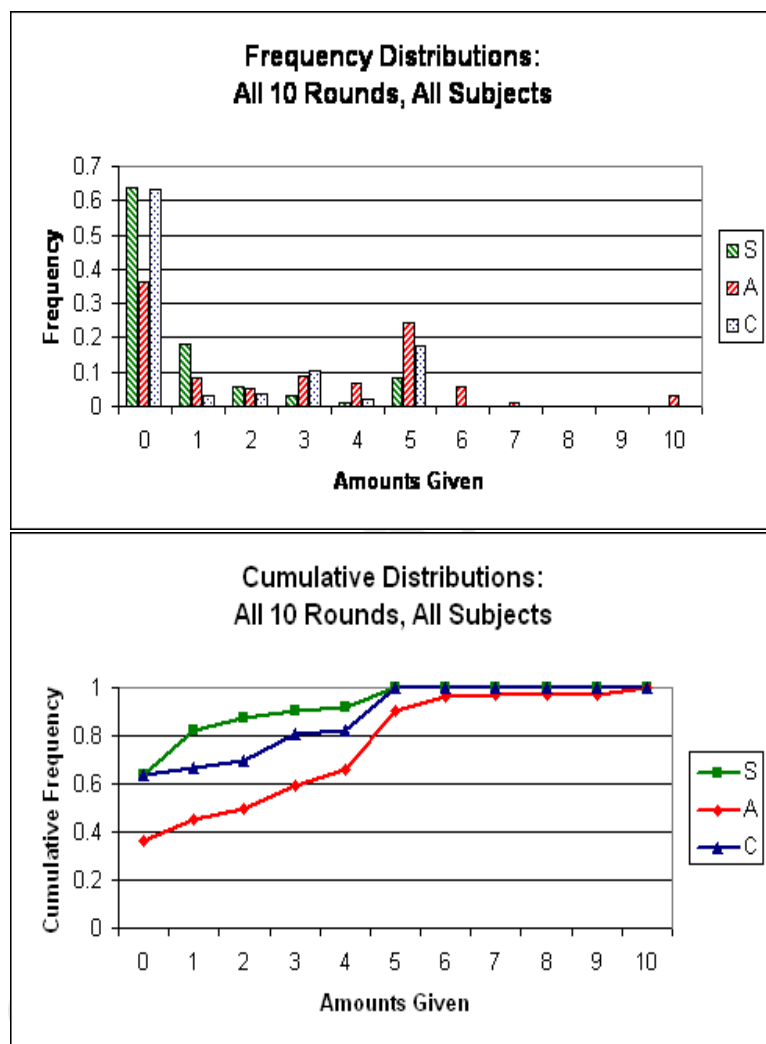 Frequency Distributions:
All 10 Rounds, All Subjects
0.7
0.6
0.5
0.4
0.3
0.2
0.1
0
Frequency
0 1 2 3 4 5 6 7 8 9 10
Amounts Given
S
A
C
Cumulative Distributions:
All 10 Rounds, All Subjects
1
0.8
0.6
0.4
0.2
0
Cumulative Frequency
0 1 2 3 4 5 6 7 8 9 10
Amounts Given
S
A
C